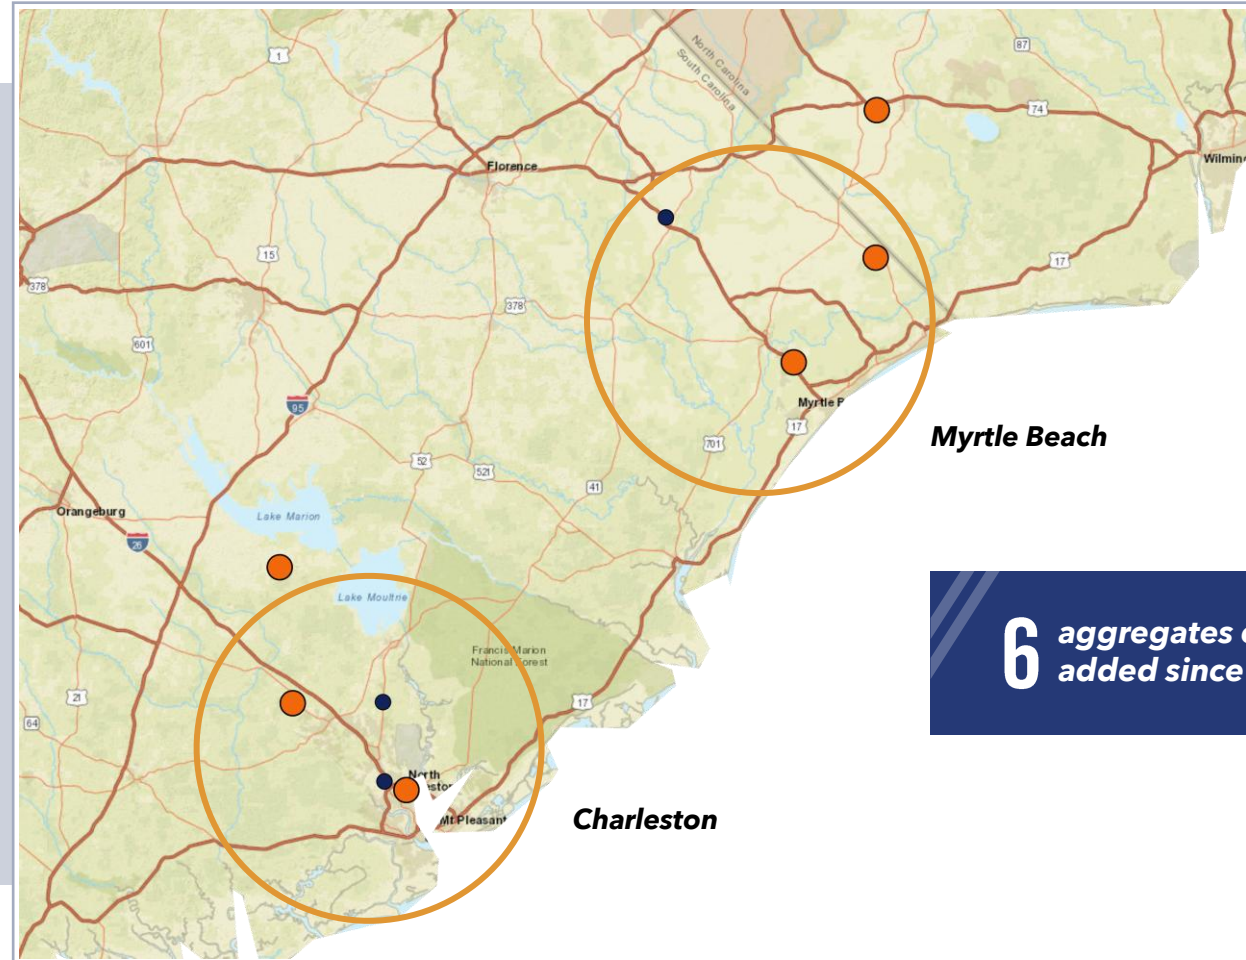 1
87
North Carolina
South Carolina
74
Florence
Wilmin
15
17
378
378
601
95
Myrtle B
17
Myrtle Beach
701
52
521
41
Orangeburg
Lake Marion
26
Lake Moultrie
6 aggregates
added since
Francis Marion
National Forest
21
17
64
North
Mt Pleasant
Charleston